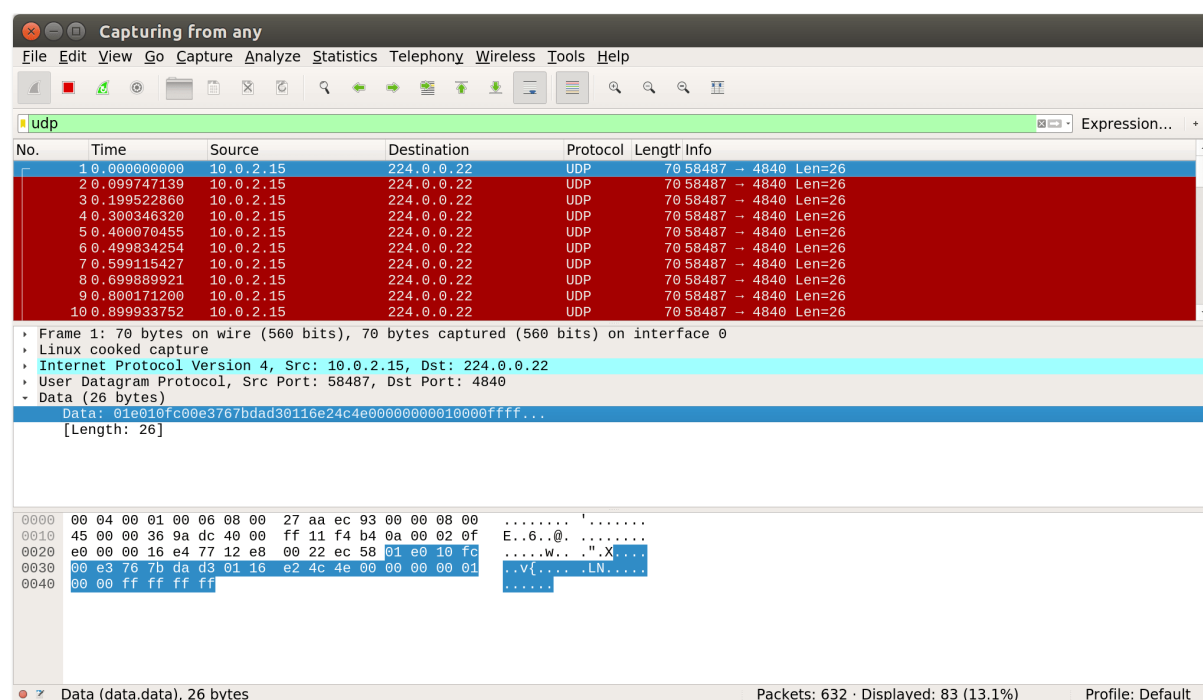 Capturing from any
File Edit View Go Capture Analyze Statistics Telephony Wireless Tools Help
udp Expression... +
No. Time Source Destination Protocol Length Info
1 0.000000000 10.0.2.15 224.0.0.22 UDP 70 58487 → 4840 Len=26
2 0.099747139 10.0.2.15 224.0.0.22 UDP 70 58487 → 4840 Len=26
3 0.199522860 10.0.2.15 224.0.0.22 UDP 70 58487 → 4840 Len=26
4 0.300346320 10.0.2.15 224.0.0.22 UDP 70 58487 → 4840 Len=26
5 0.400070455 10.0.2.15 224.0.0.22 UDP 70 58487 → 4840 Len=26
6 0.499834254 10.0.2.15 224.0.0.22 UDP 70 58487 → 4840 Len=26
7 0.599115427 10.0.2.15 224.0.0.22 UDP 70 58487 → 4840 Len=26
8 0.699889921 10.0.2.15 224.0.0.22 UDP 70 58487 → 4840 Len=26
9 0.800171200 10.0.2.15 224.0.0.22 UDP 70 58487 → 4840 Len=26
10 0.899933752 10.0.2.15 224.0.0.22 UDP 70 58487 → 4840 Len=26
Frame 1: 70 bytes on wire (560 bits), 70 bytes captured (560 bits) on interface 0
Linux cooked capture
Internet Protocol Version 4, Src: 10.0.2.15, Dst: 224.0.0.22
User Datagram Protocol, Src Port: 58487, Dst Port: 4840
Data (26 bytes)
Data: 01e010fc00e3767bdad30116e24c4e00000000010000ffff...
[Length: 26]
0000 00 04 00 01 00 06 08 00 27 aa ec 93 00 00 08 00 ........ '.......
0010 45 00 00 36 9a dc 40 00 ff 11 f4 b4 0a 00 02 0f E..6..@. ........
0020 e0 00 00 16 e4 77 12 e8 00 22 ec 58 01 e0 10 fc .....w.. .".X....
0030 00 e3 76 7b da d3 01 16 e2 4c 4e 00 00 00 00 01 ..v{.... .LN.....
0040 00 00 ff ff ff ff ......
Data (data.data), 26 bytes Packets: 632 · Displayed: 83 (13.1%) Profile: Default